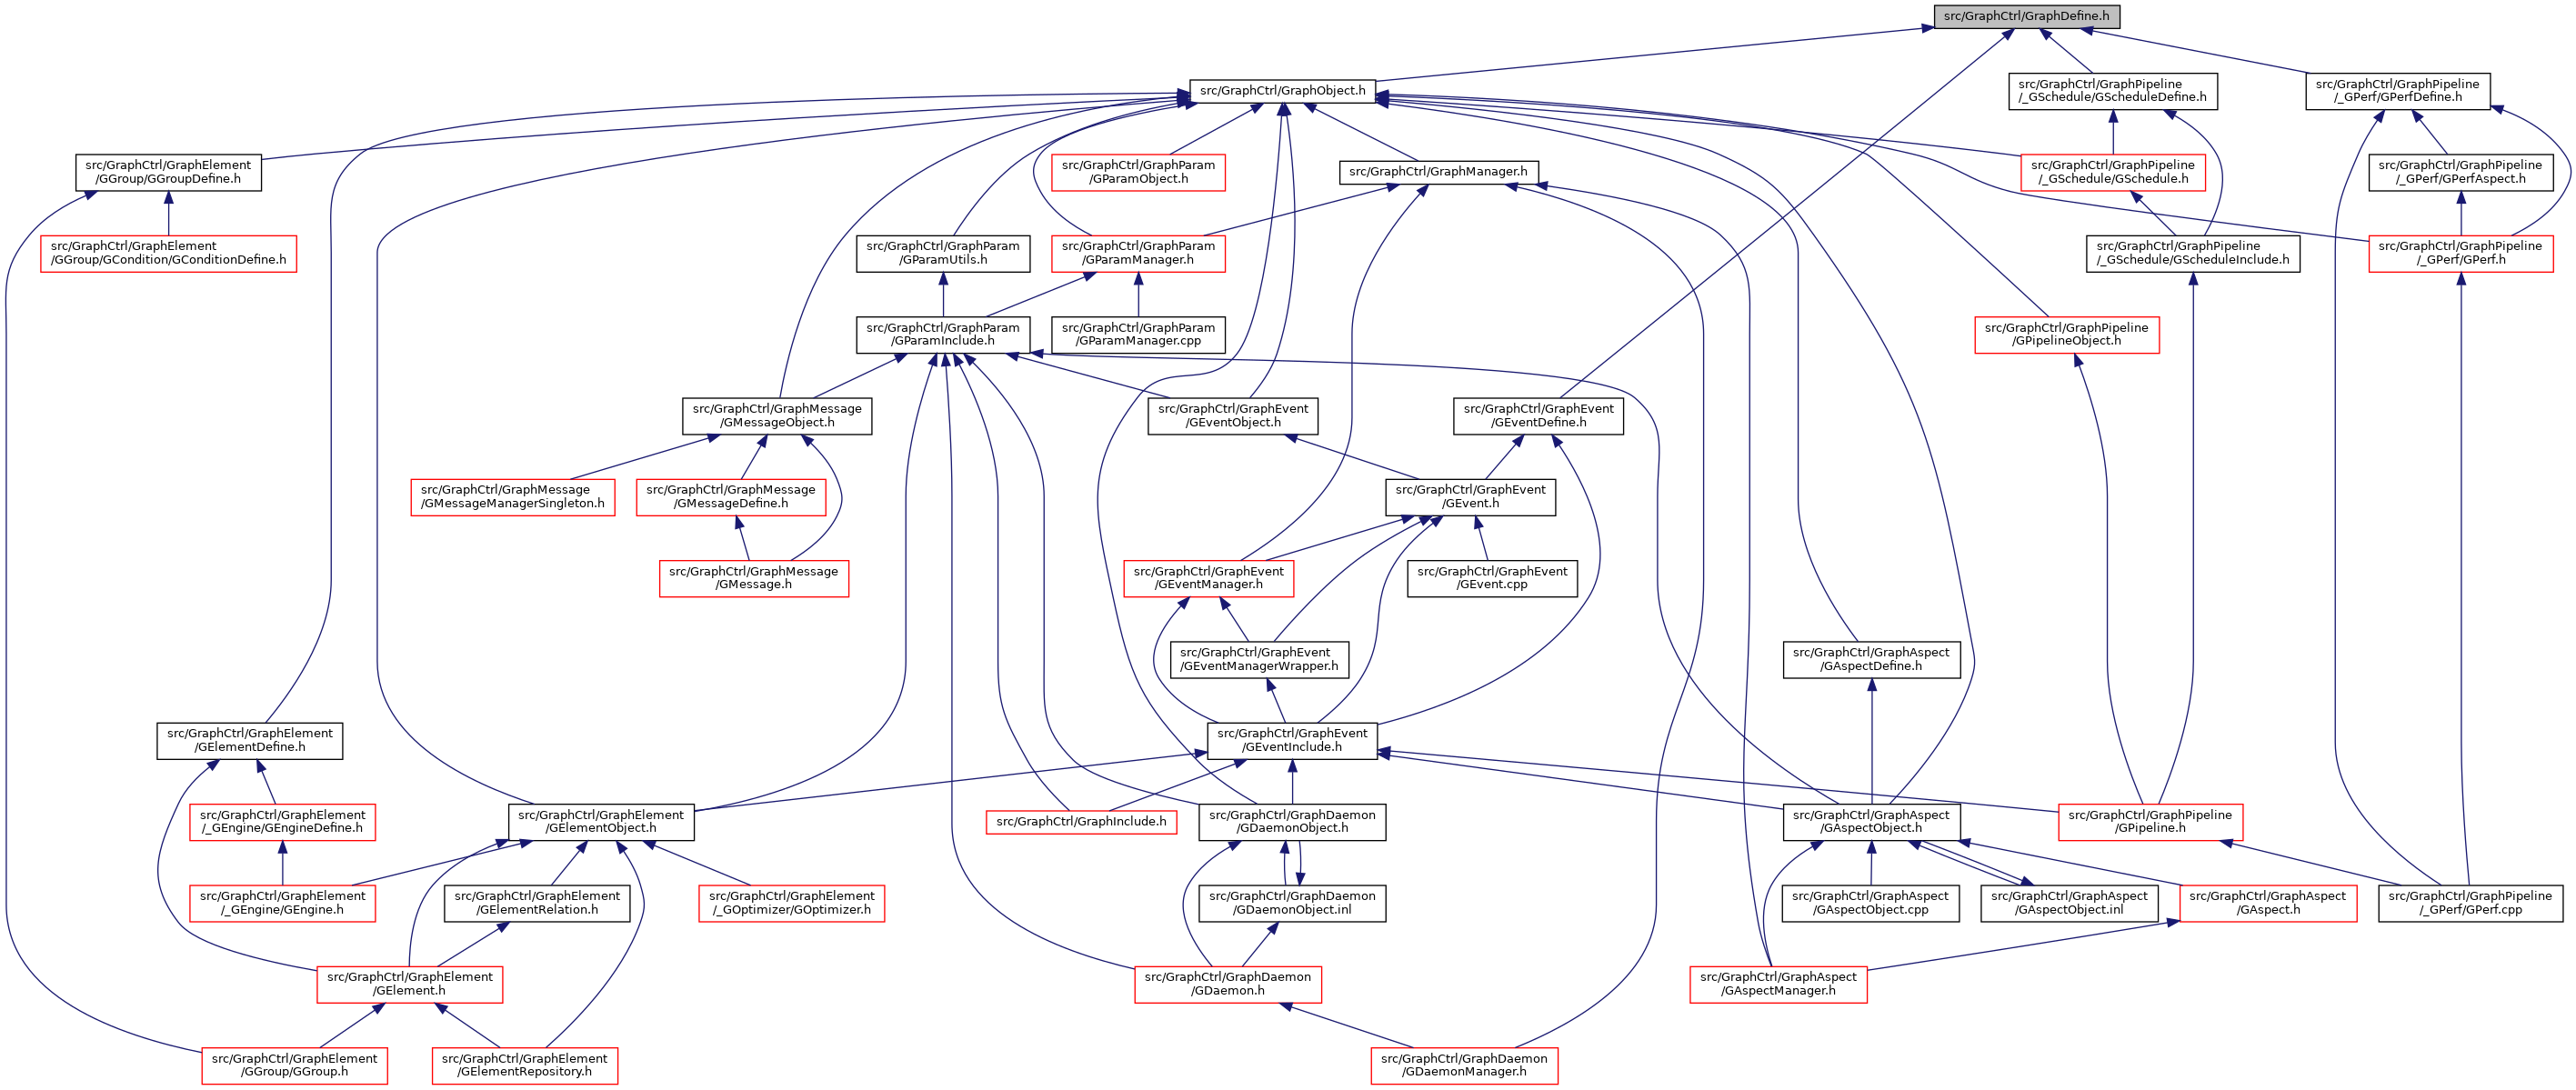 src/GraphCtrl/GraphDefine.h
src/GraphCtrl/GraphObject.h
src/GraphCtrl/GraphPipeline
/_GSchedule/GScheduleDefine.h
src/GraphCtrl/GraphPipeline
/_GPerf/GPerfDefine.h
src/GraphCtrl/GraphElement
/GGroup/GGroupDefine.h
src/GraphCtrl/GraphParam
/GParamObject.h
src/GraphCtrl/GraphManager.h
src/GraphCtrl/GraphPipeline
/_GSchedule/GSchedule.h
src/GraphCtrl/GraphPipeline
/_GPerf/GPerfAspect.h
src/GraphCtrl/GraphElement
/GGroup/GCondition/GConditionDefine.h
src/GraphCtrl/GraphParam
/GParamUtils.h
src/GraphCtrl/GraphParam
/GParamManager.h
src/GraphCtrl/GraphPipeline
/_GSchedule/GScheduleInclude.h
src/GraphCtrl/GraphPipeline
/_GPerf/GPerf.h
src/GraphCtrl/GraphParam
/GParamInclude.h
src/GraphCtrl/GraphParam
/GParamManager.cpp
src/GraphCtrl/GraphPipeline
/GPipelineObject.h
src/GraphCtrl/GraphMessage
/GMessageObject.h
src/GraphCtrl/GraphEvent
/GEventObject.h
src/GraphCtrl/GraphEvent
/GEventDefine.h
src/GraphCtrl/GraphMessage
/GMessageManagerSingleton.h
src/GraphCtrl/GraphMessage
/GMessageDefine.h
src/GraphCtrl/GraphEvent
/GEvent.h
src/GraphCtrl/GraphMessage
/GMessage.h
src/GraphCtrl/GraphEvent
/GEventManager.h
src/GraphCtrl/GraphEvent
/GEvent.cpp
src/GraphCtrl/GraphEvent
/GEventManagerWrapper.h
src/GraphCtrl/GraphAspect
/GAspectDefine.h
src/GraphCtrl/GraphElement
/GElementDefine.h
src/GraphCtrl/GraphEvent
/GEventInclude.h
src/GraphCtrl/GraphElement
/_GEngine/GEngineDefine.h
src/GraphCtrl/GraphElement
/GElementObject.h
src/GraphCtrl/GraphInclude.h
src/GraphCtrl/GraphDaemon
/GDaemonObject.h
src/GraphCtrl/GraphAspect
/GAspectObject.h
src/GraphCtrl/GraphPipeline
/GPipeline.h
src/GraphCtrl/GraphElement
/_GEngine/GEngine.h
src/GraphCtrl/GraphElement
/GElementRelation.h
src/GraphCtrl/GraphElement
/_GOptimizer/GOptimizer.h
src/GraphCtrl/GraphDaemon
/GDaemonObject.inl
src/GraphCtrl/GraphAspect
/GAspectObject.cpp
src/GraphCtrl/GraphAspect
/GAspectObject.inl
src/GraphCtrl/GraphAspect
/GAspect.h
src/GraphCtrl/GraphPipeline
/_GPerf/GPerf.cpp
src/GraphCtrl/GraphElement
/GElement.h
src/GraphCtrl/GraphDaemon
/GDaemon.h
src/GraphCtrl/GraphAspect
/GAspectManager.h
src/GraphCtrl/GraphElement
/GGroup/GGroup.h
src/GraphCtrl/GraphElement
/GElementRepository.h
src/GraphCtrl/GraphDaemon
/GDaemonManager.h